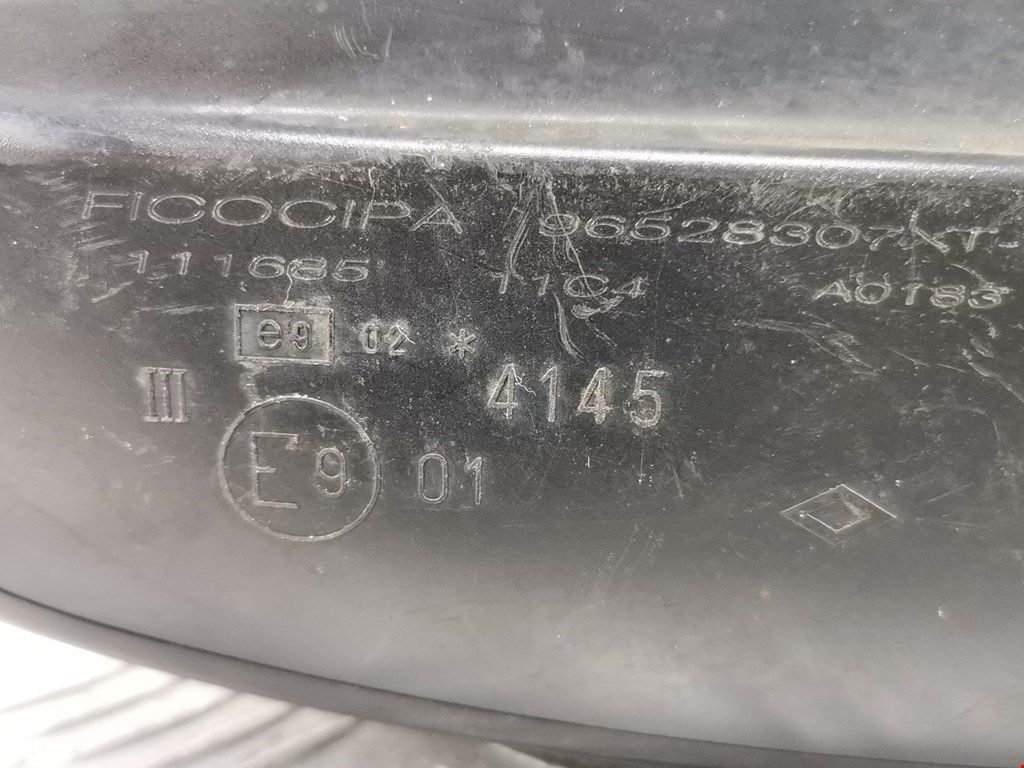 FICOCIPA 96528307XT-
111685 11C4 A0183
e9 02 * 4145
III E9 01